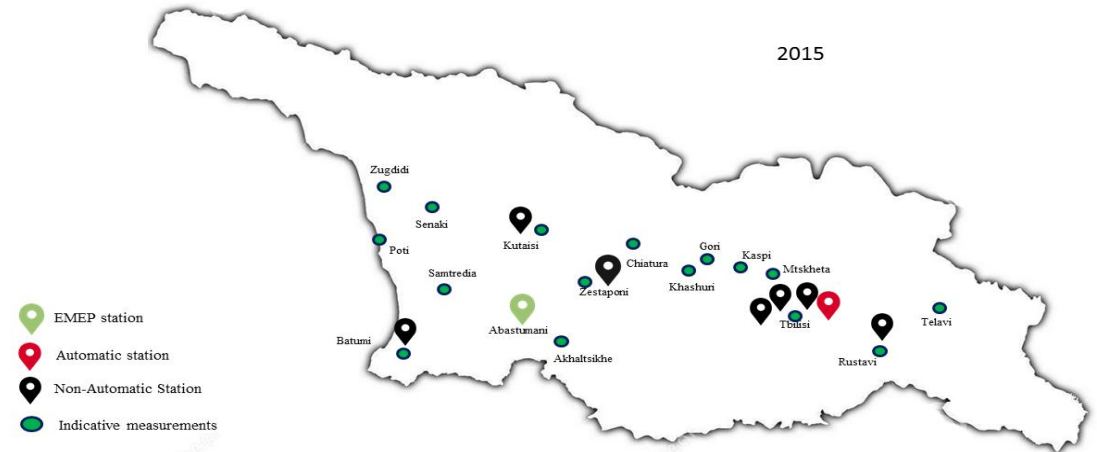 2015
Zugdidi
Senaki
Kutaisi
Poti
Chiatura
Gori
Kaspi
Mtskheta
Khashuri
Samtredia
Zestaponi
Abastumani
Tbilisi
Telavi
Batumi
Akhaltsikhe
Rustavi
EMEP station
Automatic station
Non-Automatic Station
Indicative measurements